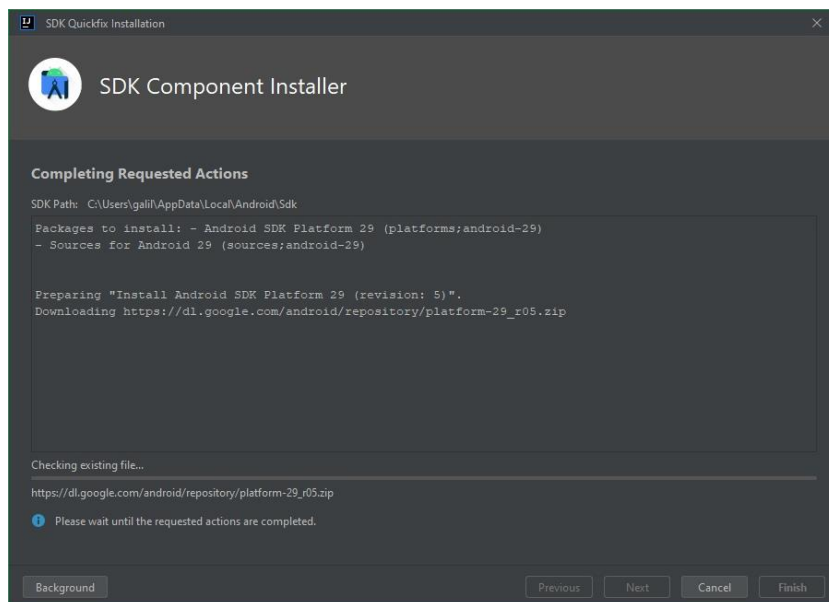 SDK Quickfix Installation
SDK Component Installer
Completing Requested Actions
SDK Path: C:\Users\galil\AppData\Local\Android\Sdk
Packages to install: - Android SDK Platform 29 (platforms;android-29)
- Sources for Android 29 (sources;android-29)
Preparing "Install Android SDK Platform 29 (revision: 5)".
Downloading https://dl.google.com/android/repository/platform-29_r05.zip
Checking existing file...
https://dl.google.com/android/repository/platform-29_r05.zip
Please wait until the requested actions are completed.
Background Previous Next Cancel Finish